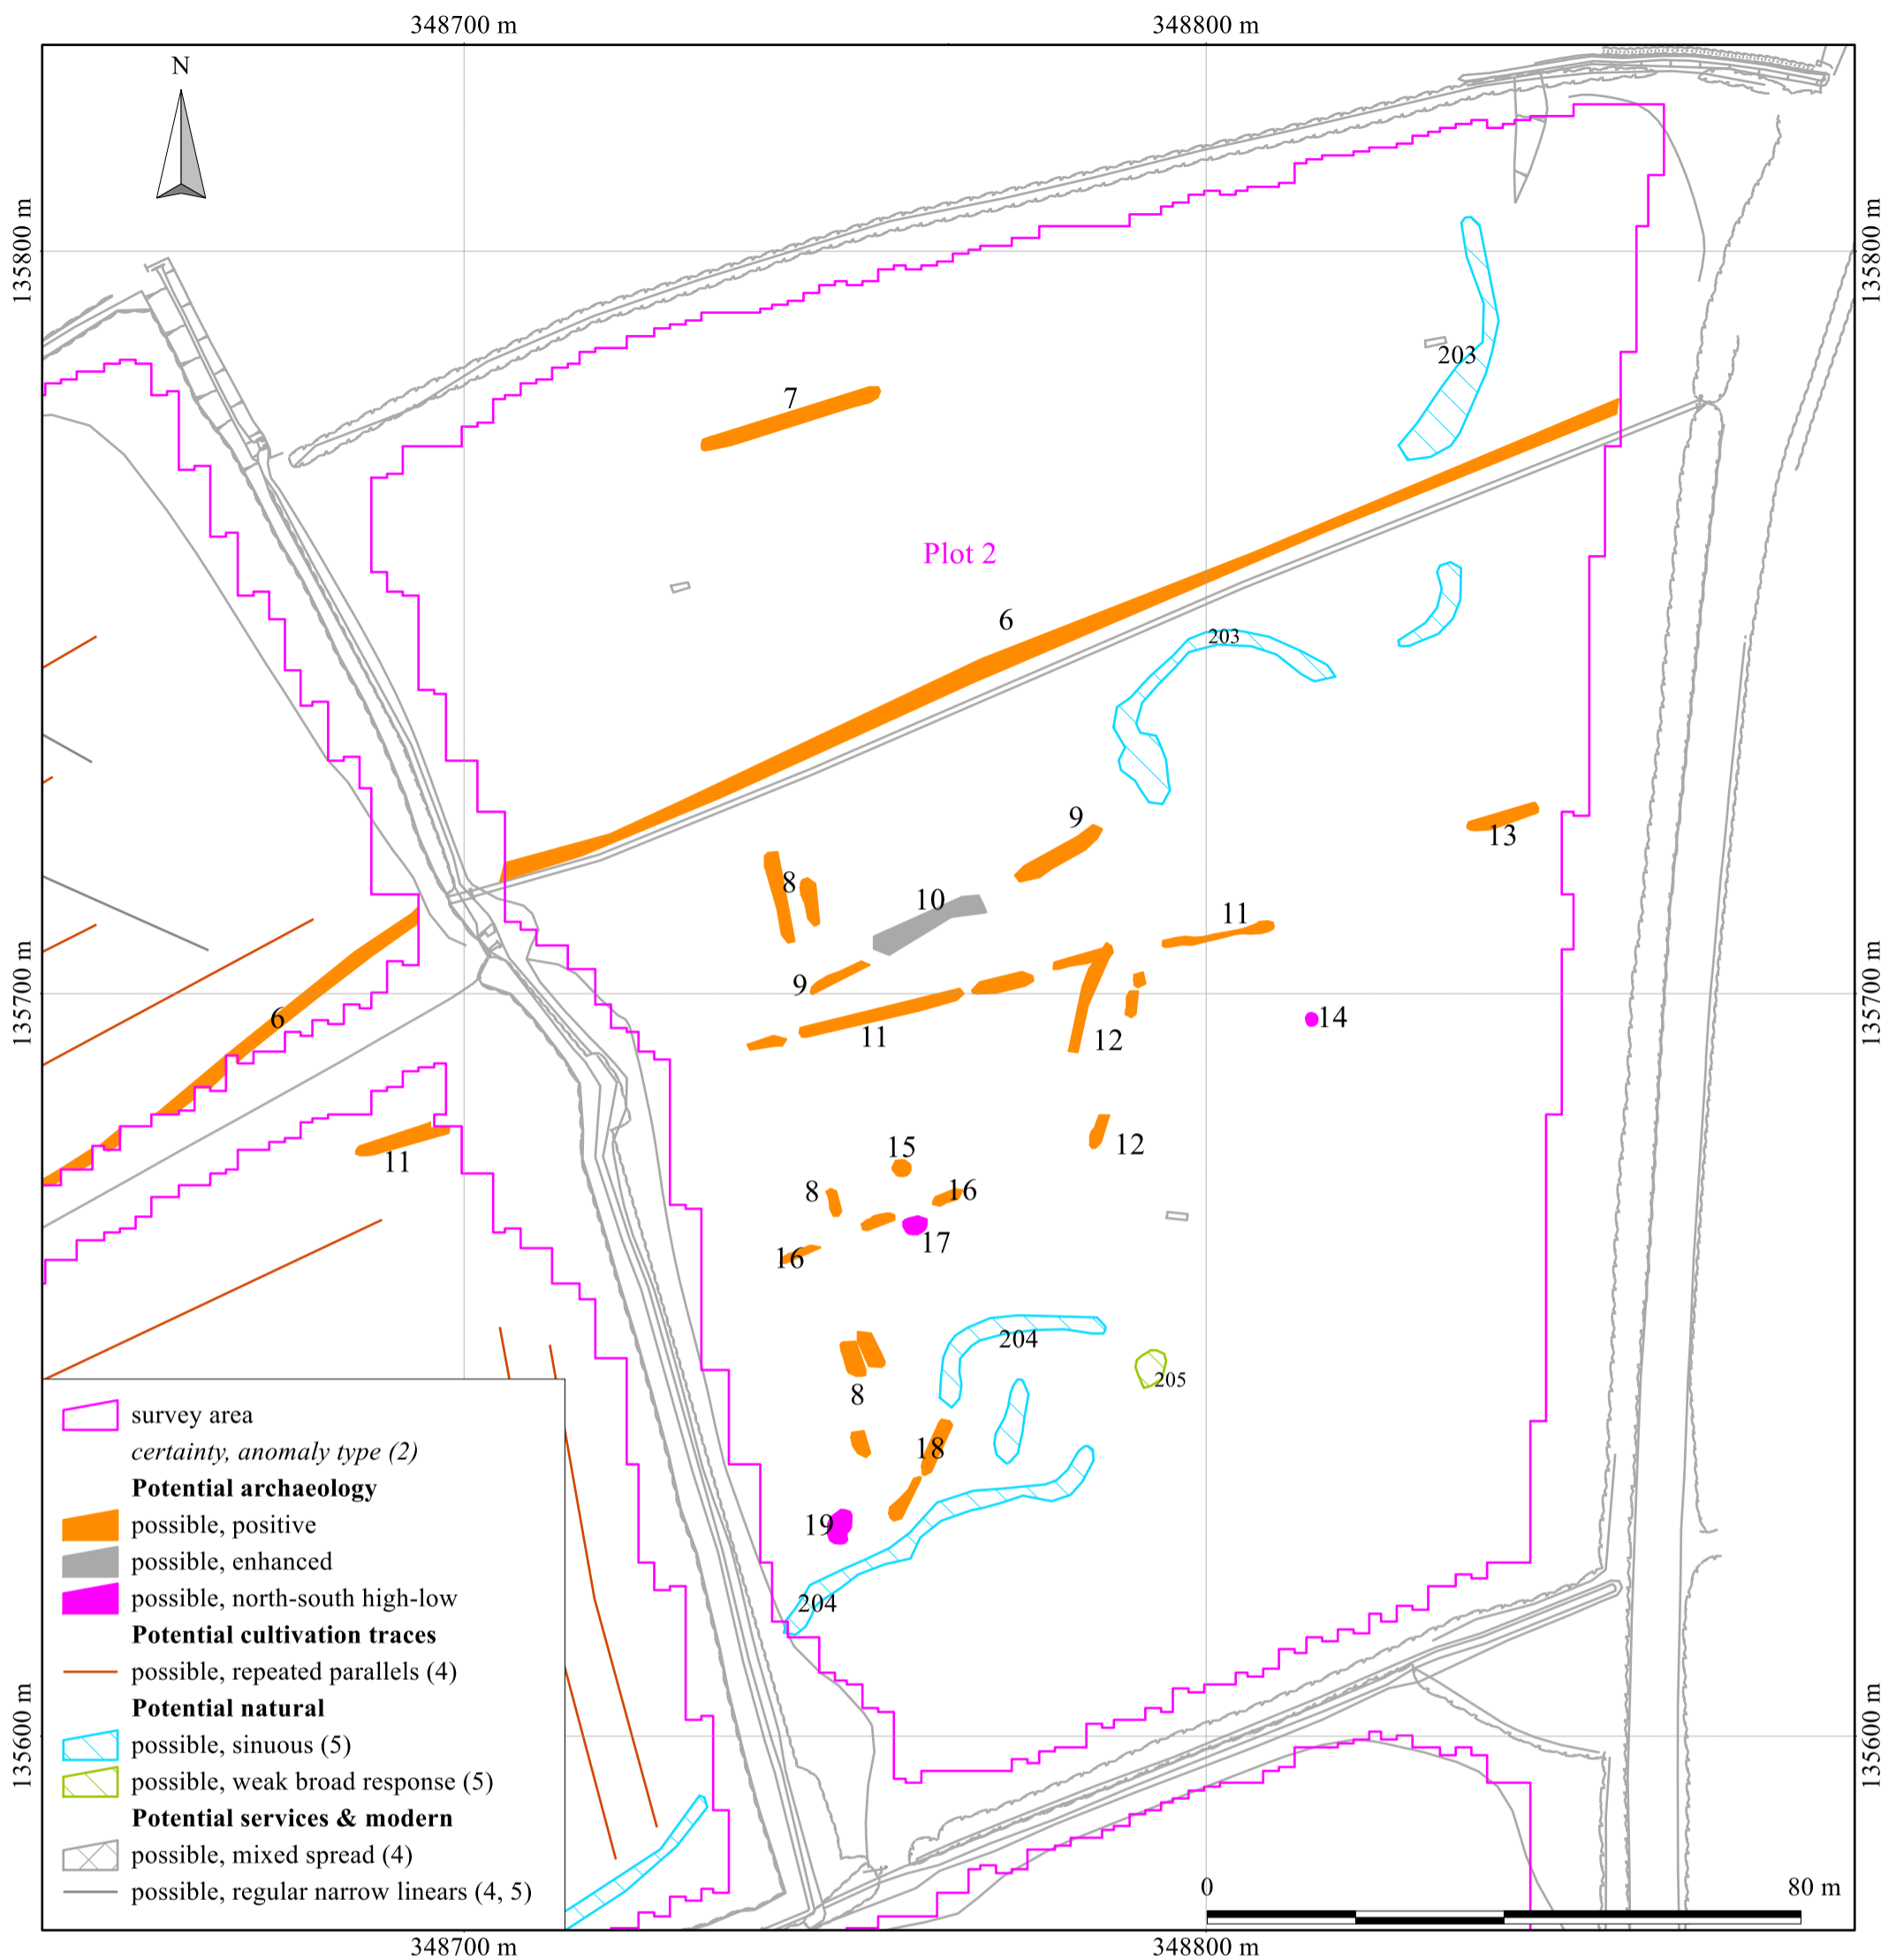 348700 m
348800 m
N
135800 m
135800 m
203
7
Plot 2
6
203
9
13
8
10
11
9
6
14
11
12
12
15
11
8
16
17
16
204
205
8
18
19
204
135700 m
135700 m
survey area
certainty, anomaly type (2)
Potential archaeology
possible, positive
possible, enhanced
possible, north-south high-low
Potential cultivation traces
possible, repeated parallels (4)
Potential natural
possible, sinuous (5)
possible, weak broad response (5)
Potential services & modern
possible, mixed spread (4)
possible, regular narrow linears (4, 5)
135600 m
135600 m
0
80 m
348700 m
348800 m